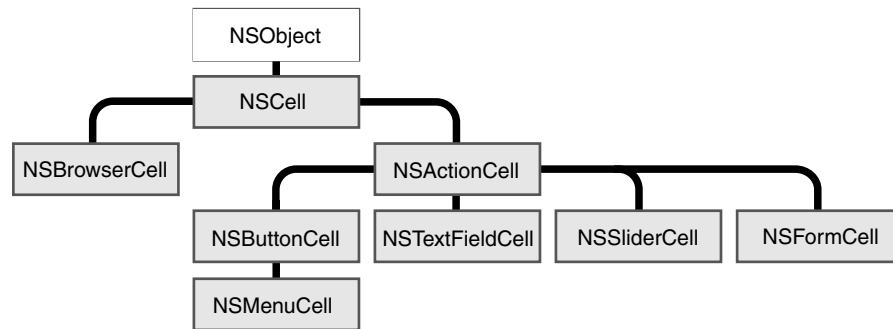 NSObject
NSCell
NSBrowserCell
NSActionCell
NSButtonCell
NSTextFieldCell
NSSliderCell
NSFormCell
NSMenuCell